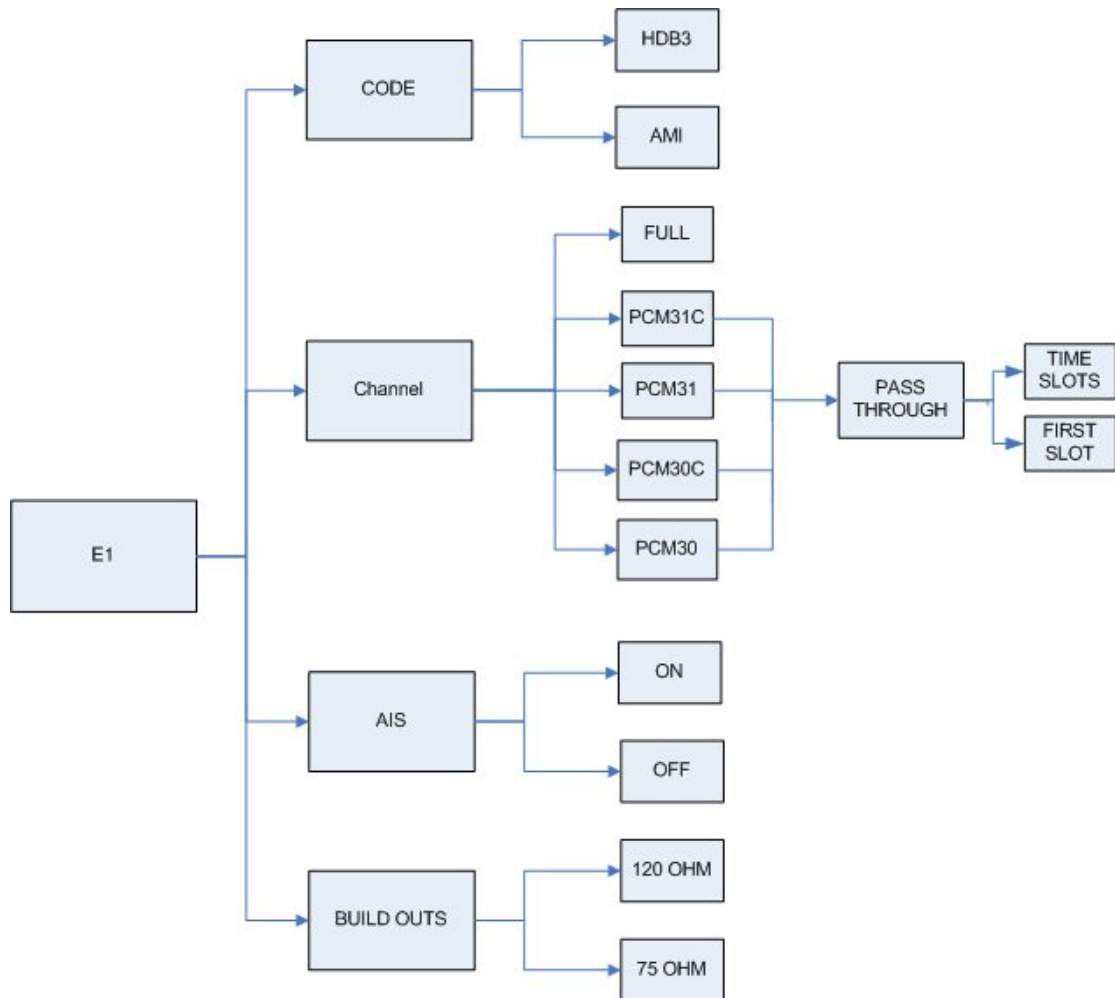 HDB3
CODE
AMI
FULL
PCM31C
Channel
PCM31
PASS
THROUGH
TIME
SLOTS
FIRST
SLOT
PCM30C
PCM30
E1
ON
AIS
OFF
120 OHM
BUILD OUTS
75 OHM